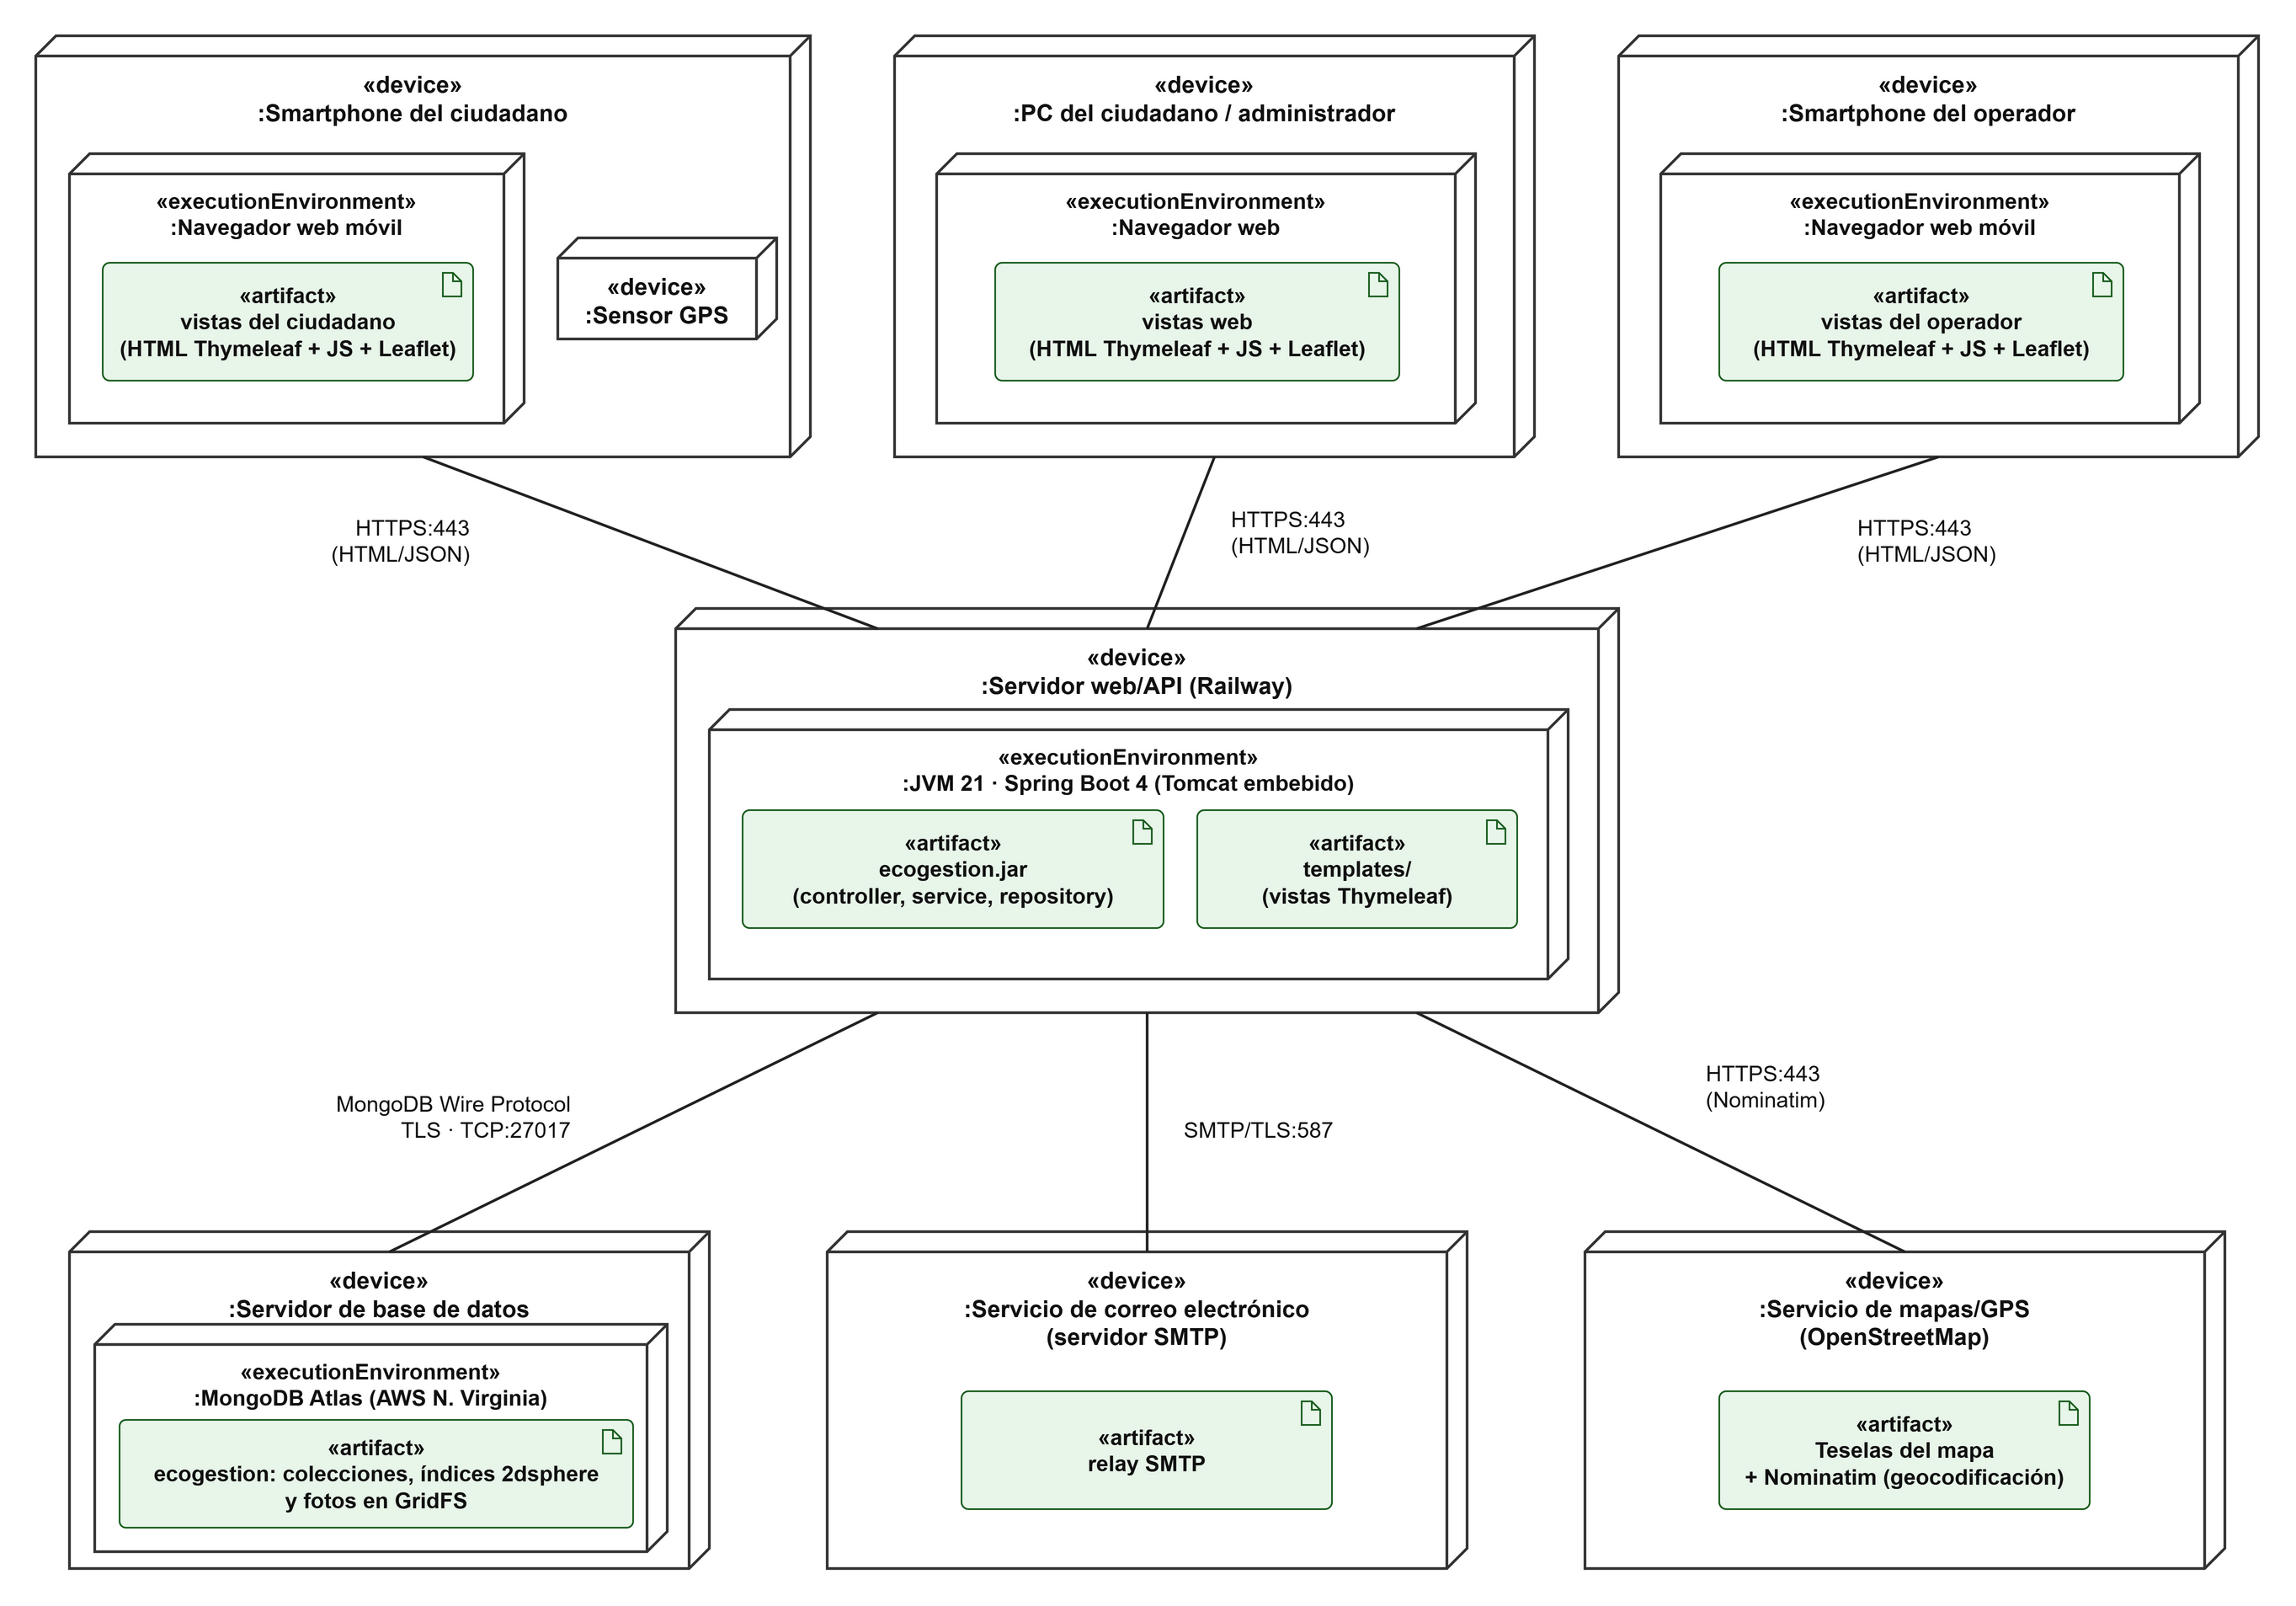 «device»
:Smartphone del ciudadano
«executionEnvironment»
:Navegador web móvil
«artifact»
vistas del ciudadano
(HTML Thymeleaf + JS + Leaflet)
«device»
:Sensor GPS
«device»
:PC del ciudadano / administrador
«executionEnvironment»
:Navegador web
«artifact»
vistas web
(HTML Thymeleaf + JS + Leaflet)
«device»
:Smartphone del operador
«executionEnvironment»
:Navegador web móvil
«artifact»
vistas del operador
(HTML Thymeleaf + JS + Leaflet)
HTTPS:443
(HTML/JSON)
HTTPS:443
(HTML/JSON)
HTTPS:443
(HTML/JSON)
«device»
:Servidor web/API (Railway)
«executionEnvironment»
:JVM 21 · Spring Boot 4 (Tomcat embebido)
«artifact»
ecogestion.jar
(controller, service, repository)
«artifact»
templates/
(vistas Thymeleaf)
MongoDB Wire Protocol
TLS · TCP:27017
SMTP/TLS:587
HTTPS:443
(Nominatim)
«device»
:Servidor de base de datos
«executionEnvironment»
:MongoDB Atlas (AWS N. Virginia)
«artifact»
ecogestion: colecciones, índices 2dsphere
y fotos en GridFS
«device»
:Servicio de correo electrónico
(servidor SMTP)
«artifact»
relay SMTP
«device»
:Servicio de mapas/GPS
(OpenStreetMap)
«artifact»
Teselas del mapa
+ Nominatim (geocodificación)